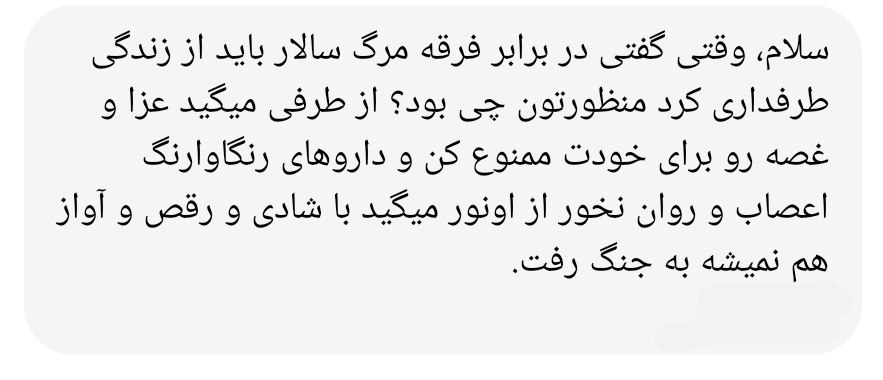 سلام، وقتی گفتی در برابر فرقه مرگ سالار باید از زندگی
طرفداری کرد منظورتون چی بود؟ از طرفی میگید عزا و
غصه رو برای خودت ممنوع کن و داروهای رنگاوارنگ
اعصاب و روان نخور از اونور میگید با شادی و رقص و آواز
هم نمیشه به جنگ رفت.